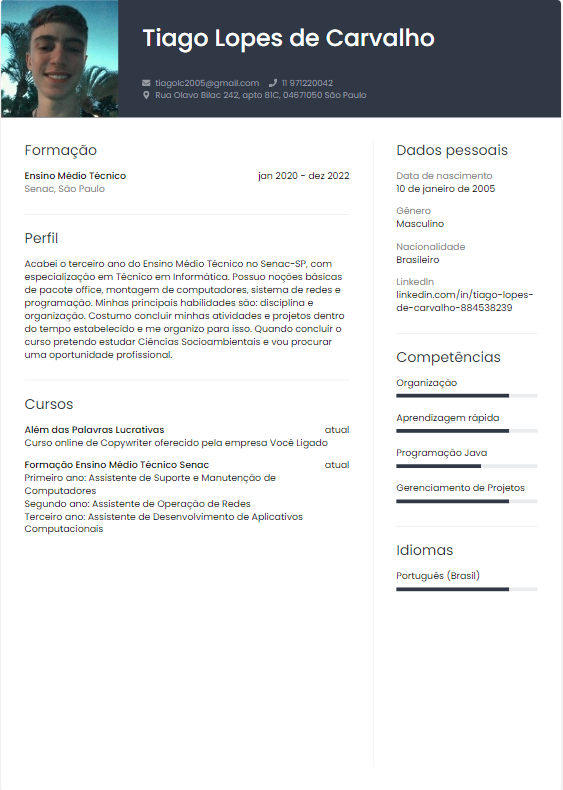 Tiago Lopes de Carvalho
tiagolc2005@gmail.com 11 971220042
Rua Olavo Bilac 242, apto 81C, 04671050 São Paulo
Formação
Ensino Médio Técnico jan 2020 - dez 2022
Senac, São Paulo
Perfil
Acabei o terceiro ano do Ensino Médio Técnico no Senac-SP, com
especialização em Técnico em Informática. Possuo noções básicas
de pacote office, montagem de computadores, sistema de redes e
programação. Minhas principais habilidades são: disciplina e
organização. Costumo concluir minhas atividades e projetos dentro
do tempo estabelecido e me organizo para isso. Quando concluir o
curso pretendo estudar Ciências Socioambientais e vou procurar
uma oportunidade profissional.
Cursos
Além das Palavras Lucrativas atual
Curso online de Copywriter oferecido pela empresa Você Ligado
Formação Ensino Médio Técnico Senac atual
Primeiro ano: Assistente de Suporte e Manutenção de
Computadores
Segundo ano: Assistente de Operação de Redes
Terceiro ano: Assistente de Desenvolvimento de Aplicativos
Computacionais
Dados pessoais
Data de nascimento
10 de janeiro de 2005
Gênero
Masculino
Nacionalidade
Brasileiro
LinkedIn
linkedin.com/in/tiago-lopes-
de-carvalho-884538239
Competências
Organização
Aprendizagem rápida
Programação Java
Gerenciamento de Projetos
Idiomas
Português (Brasil)